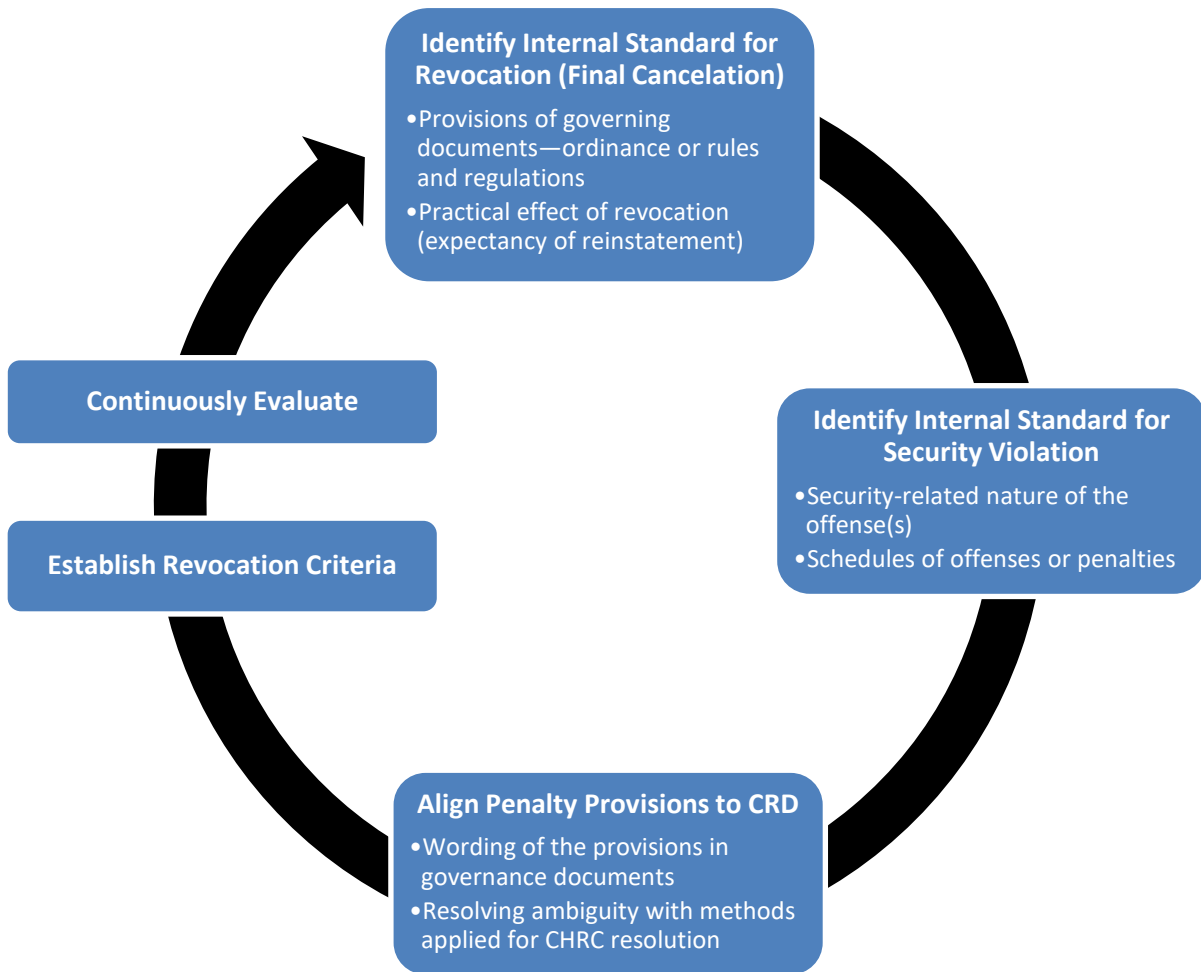 Identify Internal Standard for
Revocation (Final Cancelation)
•Provisions of governing
documents—ordinance or rules
and regulations
•Practical effect of revocation
(expectancy of reinstatement)
Identify Internal Standard for
Security Violation
•Security-related nature of the
offense(s)
•Schedules of offenses or penalties
Align Penalty Provisions to CRD
•Wording of the provisions in
governance documents
•Resolving ambiguity with methods
applied for CHRC resolution
Establish Revocation Criteria
Continuously Evaluate